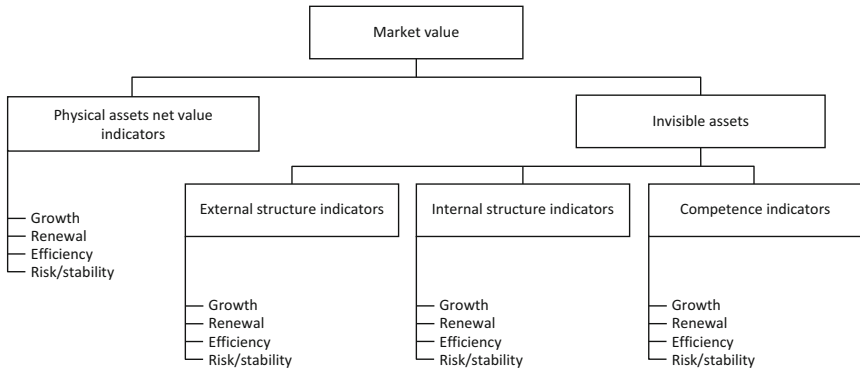 Market value
Physical assets net value
indicators
Invisible assets
Growth
Renewal
Efficiency
Risk/stability
External structure indicators
Internal structure indicators
Competence indicators
Growth
Renewal
Efficiency
Risk/stability
Growth
Renewal
Efficiency
Risk/stability
Growth
Renewal
Efficiency
Risk/stability